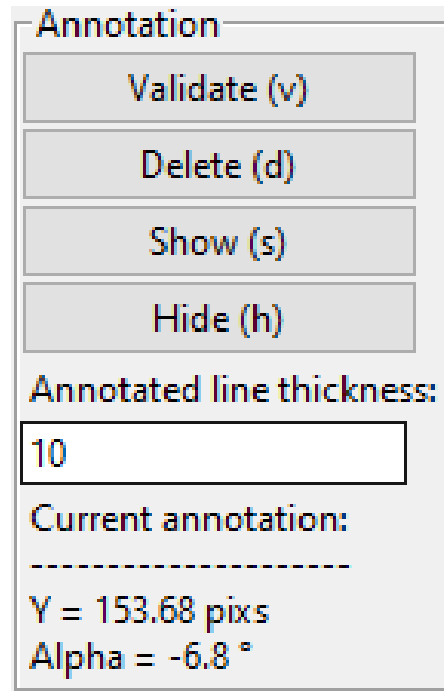 Annotation
Validate (v)
Delete (d)
Show (s)
Hide (h)
Annotated line thickness:
10
Current annotation:
---------------------
Y = 153.68 pixs
Alpha = -6.8 °